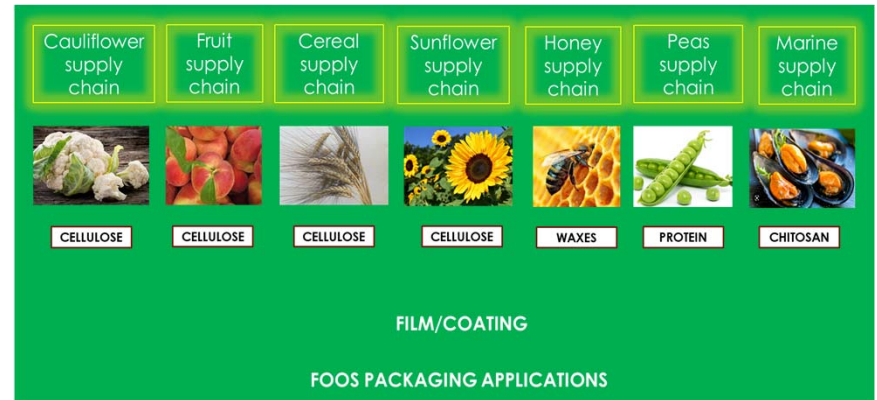 Cauliflower
supply
chain
Fruit
supply
chain
Cereal
supply
chain
Sunflower
supply
chain
Honey
supply
chain
Peas
supply
chain
Marine
supply
chain
CELLULOSE
CELLULOSE
CELLULOSE
CELLULOSE
WAXES
PROTEIN
CHITOSAN
FILM/COATING
FOOS PACKAGING APPLICATIONS